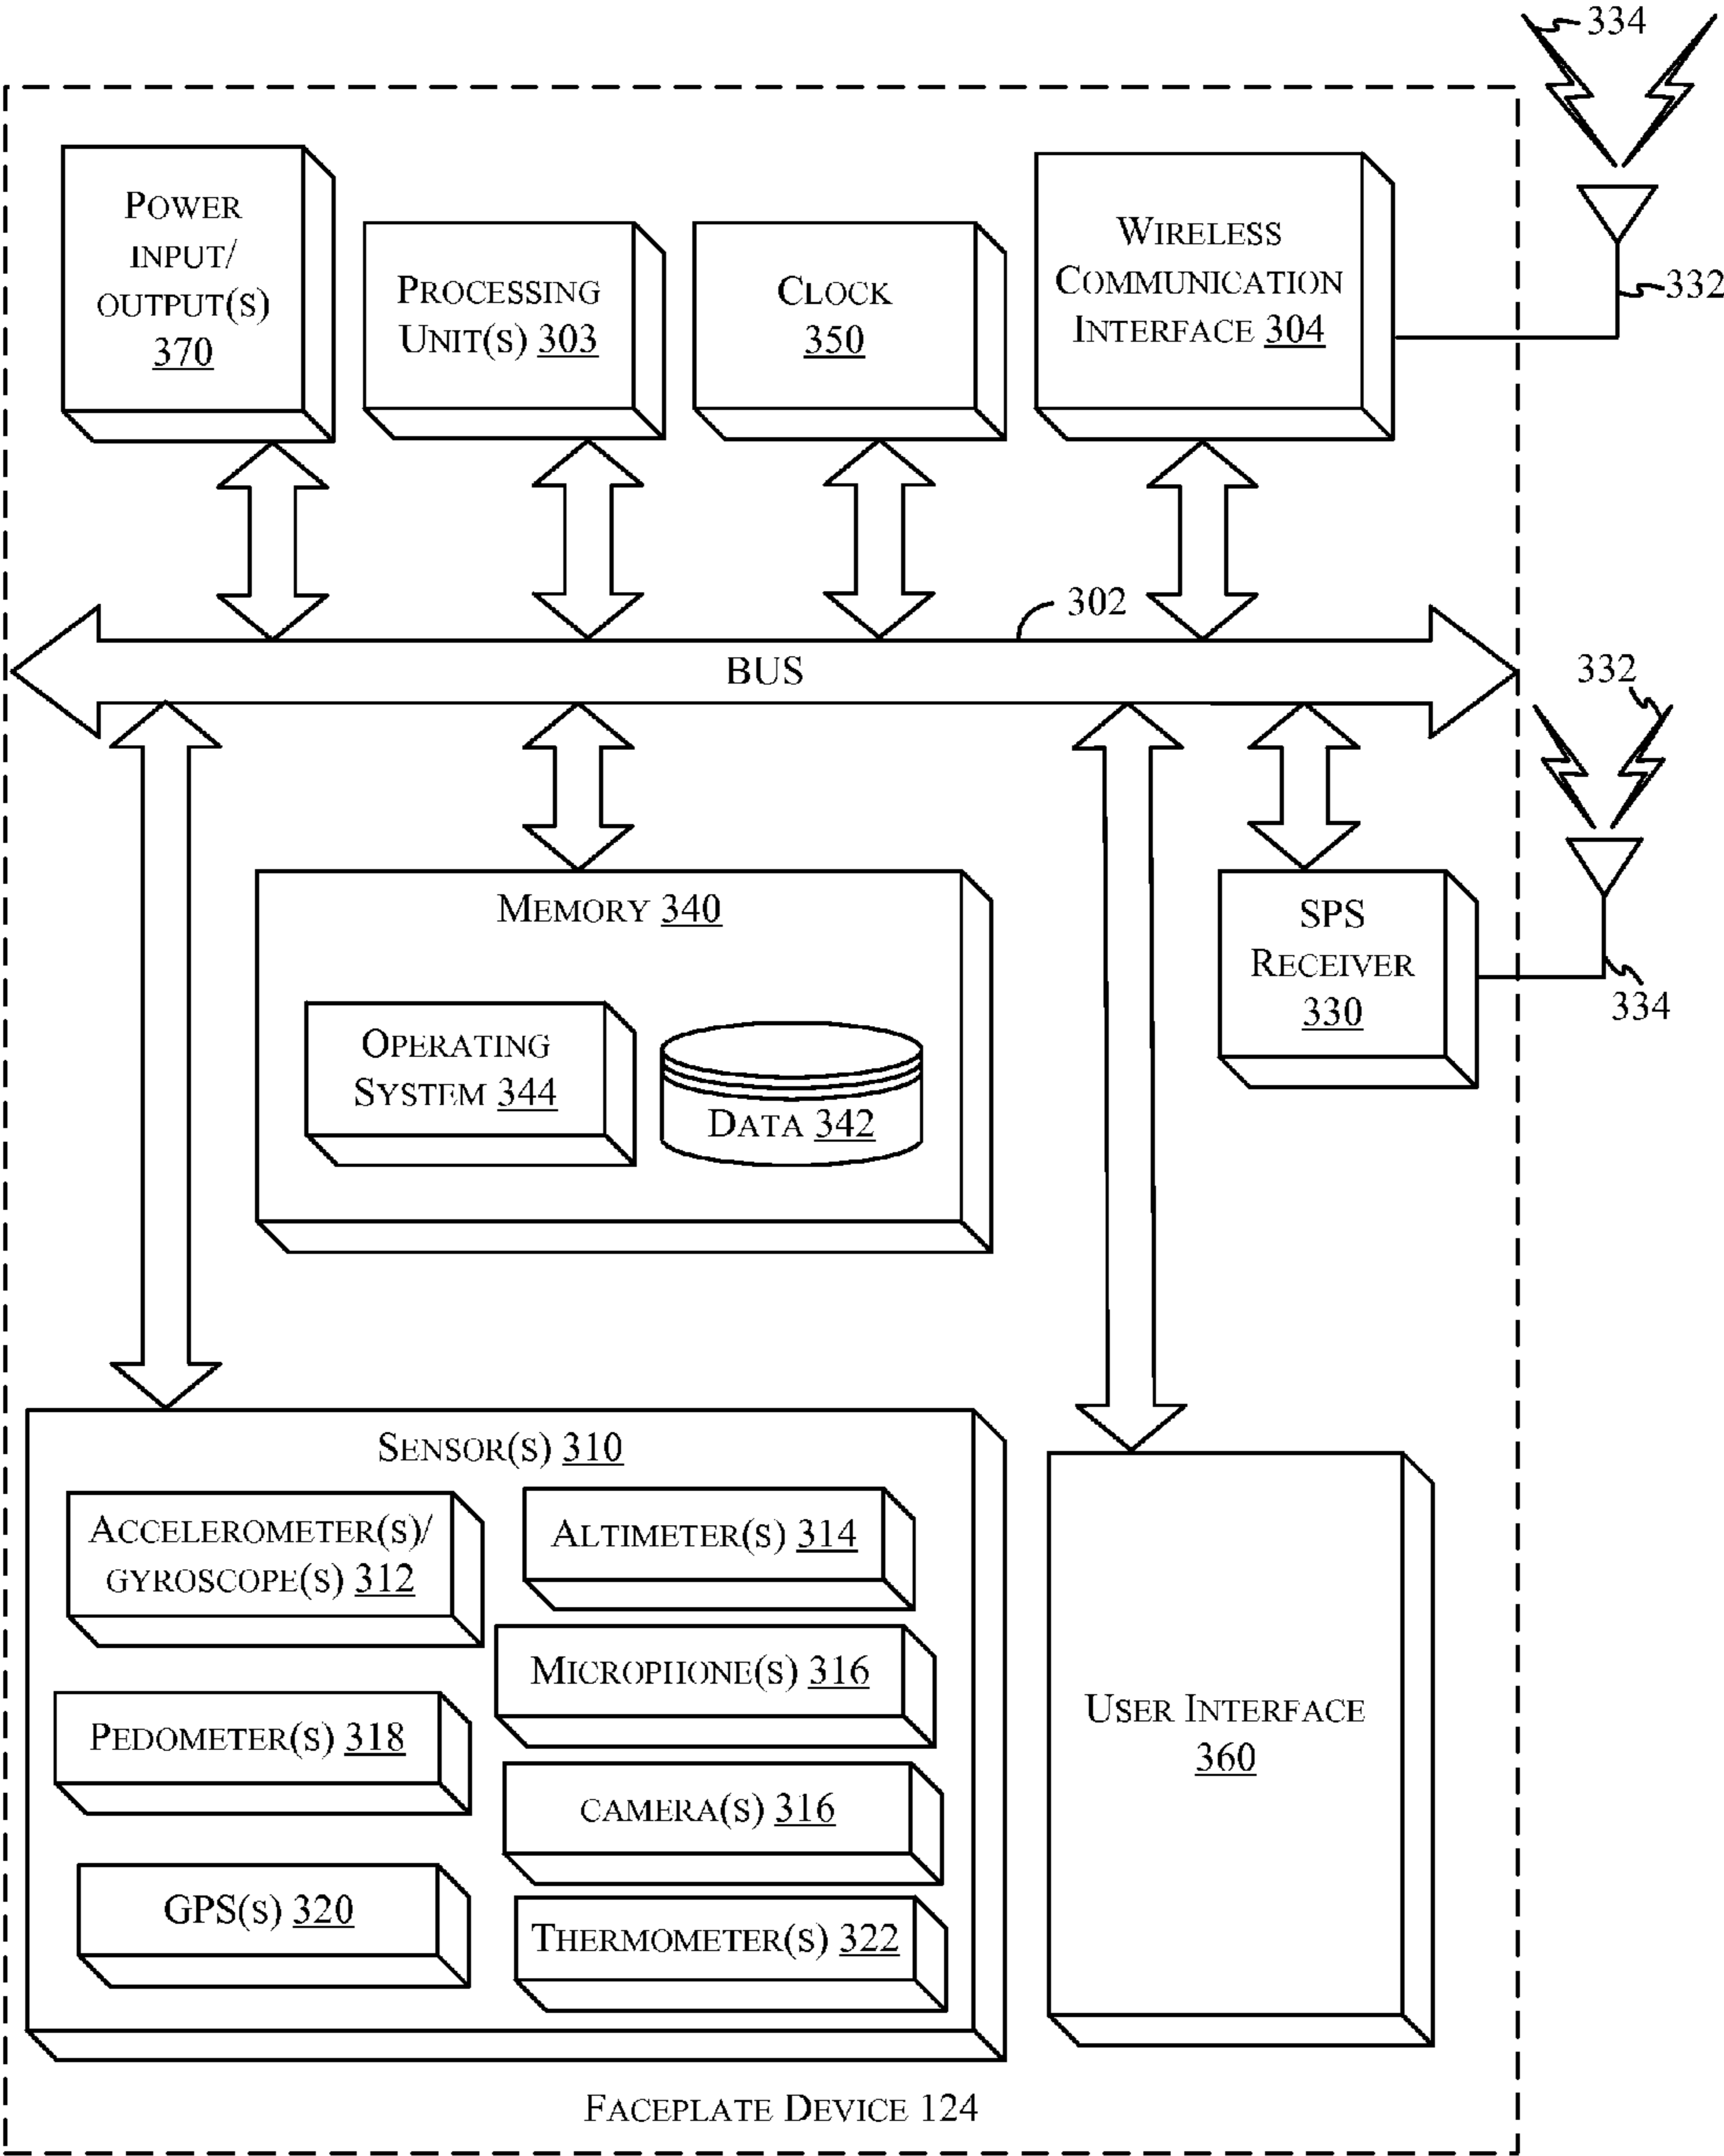 334
POWER
INPUT/
OUTPUT(S)
370
PROCESSING
UNIT(S) 303
CLOCK
350
WIRELESS
COMMUNICATION
INTERFACE 304
332
302
BUS
332
MEMORY 340
OPERATING
SYSTEM 344
DATA 342
SPS
RECEIVER
330
334
SENSOR(S) 310
ACCELEROMETER(S)/
GYROSCOPE(S) 312
ALTIMETER(S) 314
MICROPHONE(S) 316
PEDOMETER(S) 318
CAMERA(S) 316
GPS(S) 320
THERMOMETER(S) 322
USER INTERFACE
360
FACEPLATE DEVICE 124